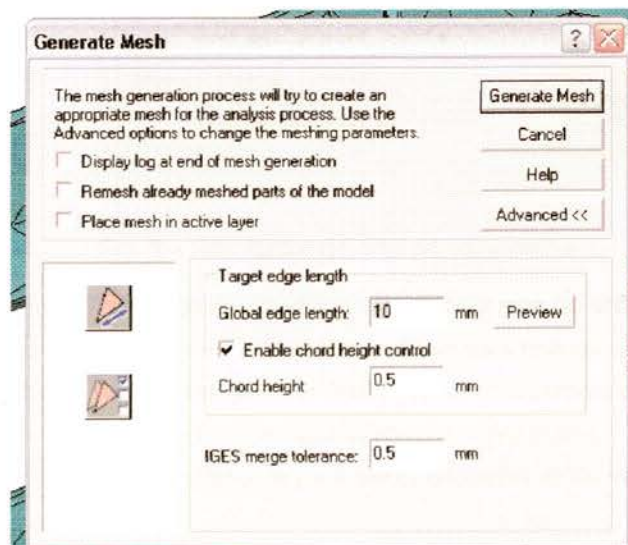 Generate Mesh
The mesh generation process will try to create an
appropriate mesh for the analysis process. Use the
Advanced options to change the meshing parameters.
Display log at end of mesh generation
Remesh already meshed parts of the model
Place mesh in active layer
Generate Mesh
Cancel
Help
Advanced <<
Target edge length
Global edge length: 10 mm Preview
Enable chord height control
Chord height 0.5 mm
IGES merge tolerance: 0.5 mm